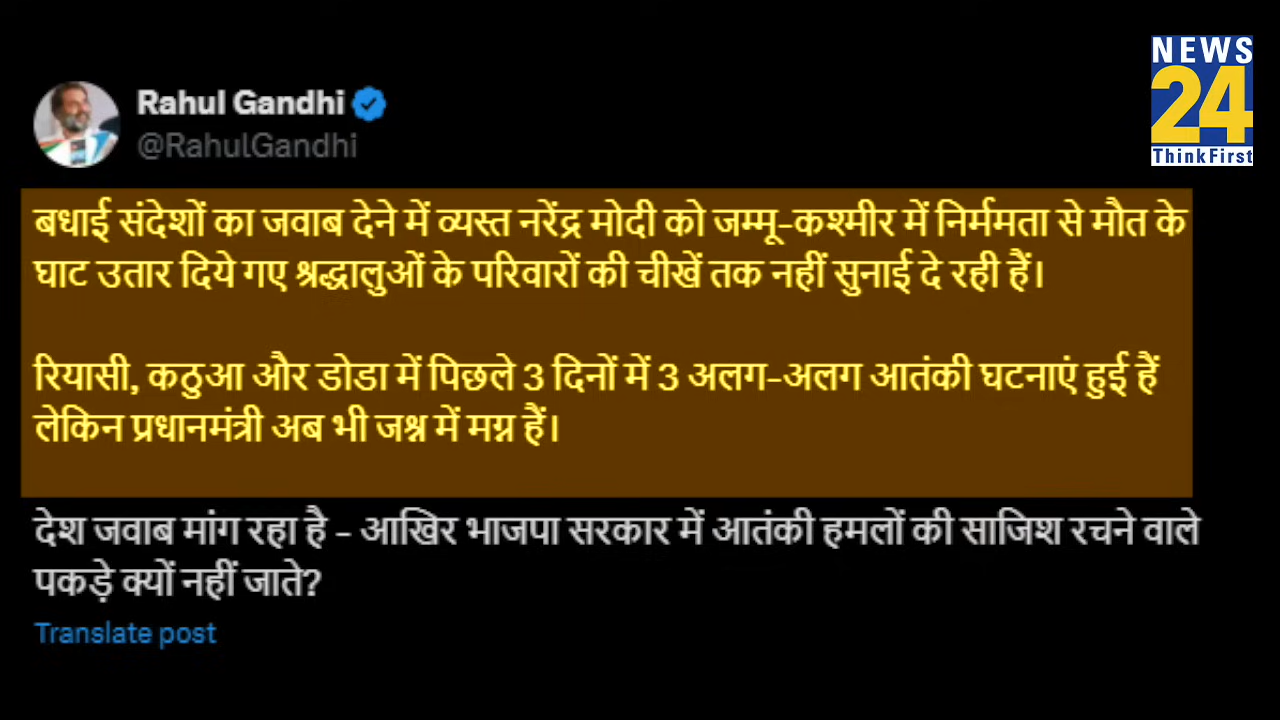 NEWS
24
ThinkFirst
Rahul Gandhi
@RahulGandhi
बधाई संदेशों का जवाब देने में व्यस्त नरेंद्र मोदी को जम्मू-कश्मीर में निर्ममता से मौत के
घाट उतार दिये गए श्रद्धालुओं के परिवारों की चीखें तक नहीं सुनाई दे रही हैं।
रियासी, कठुआ और डोडा में पिछले 3 दिनों में 3 अलग-अलग आतंकी घटनाएं हुई हैं
लेकिन प्रधानमंत्री अब भी जश्न में मग्न हैं।
देश जवाब मांग रहा है - आखिर भाजपा सरकार में आतंकी हमलों की साजिश रचने वाले
पकड़े क्यों नहीं जाते?
Translate post